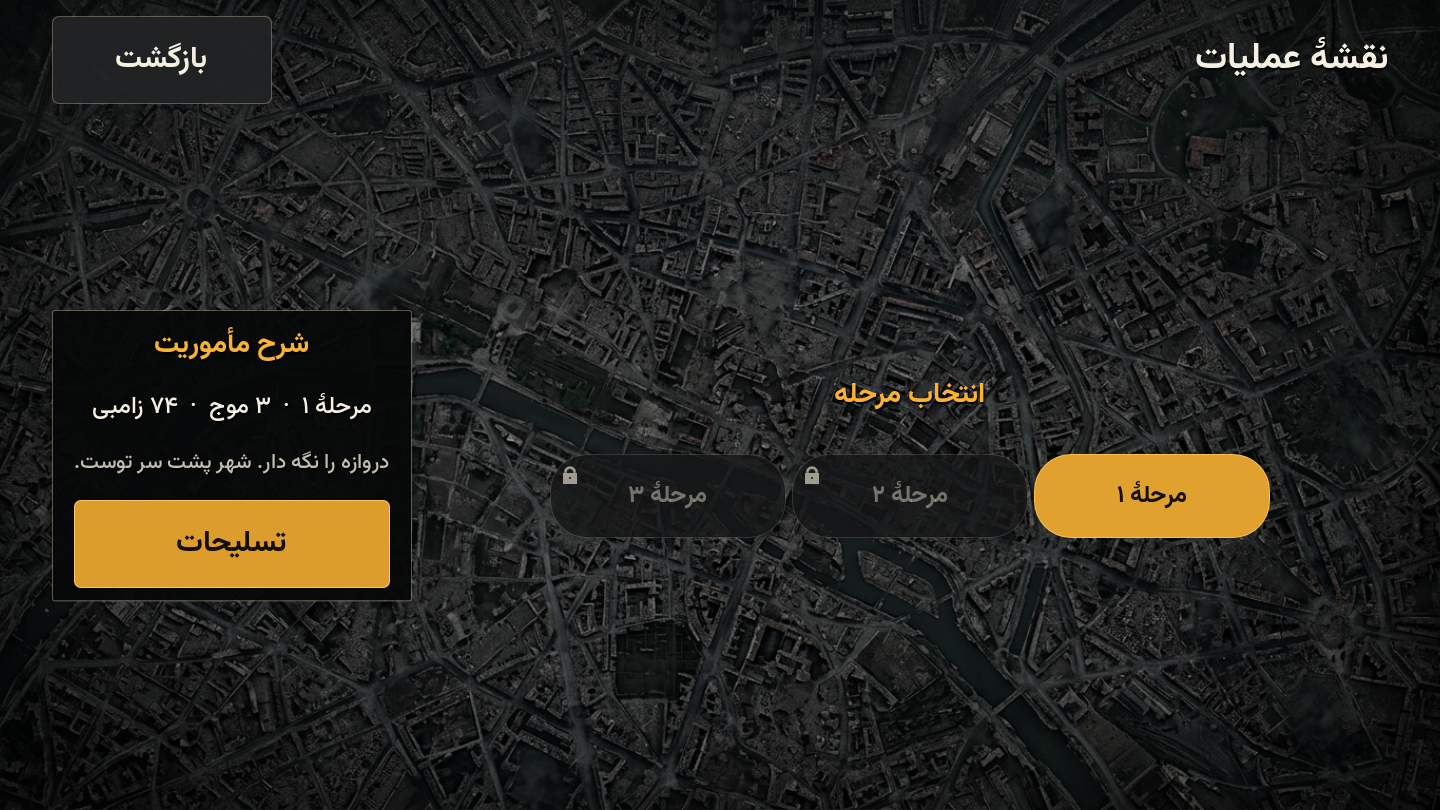 نقشهٔ عملیات
بازگشت
انتخاب مرحله
مرحلهٔ ۱
مرحلهٔ ۲
مرحلهٔ ۳
شرح مأموریت
مرحلهٔ ۱ · ۳ موج · ۷۴ زامبی
دروازه را نگه دار. شهر پشت سر توست.
تسلیحات